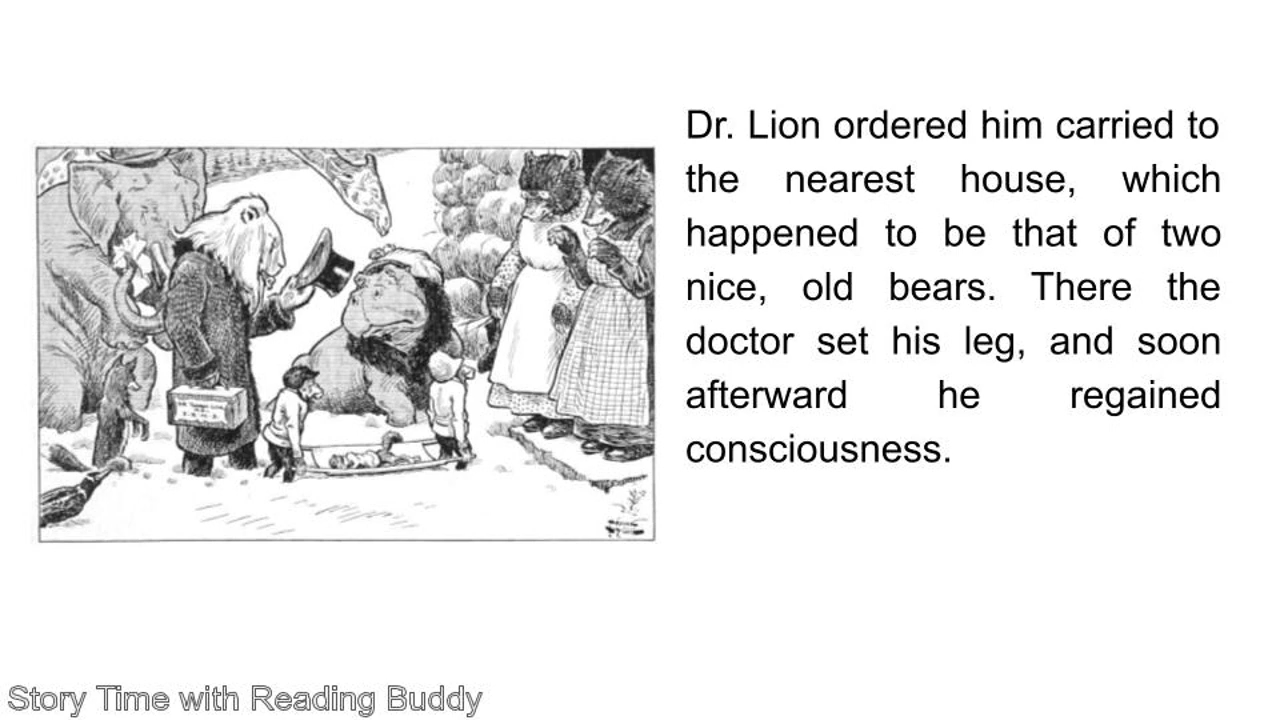 Dr. Lion ordered him carried to
the nearest house, which
happened to be that of two
nice, old bears. There the
doctor set his leg, and soon
afterward he regained
consciousness.
Story Time with Reading Buddy